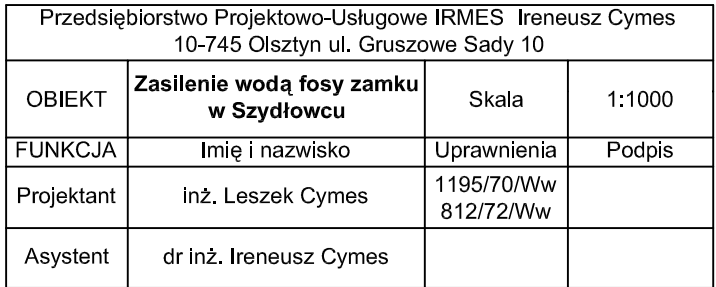 Przedsiębiorstwo Projektowo-Usługowe IRMES Ireneusz Cymes
10-745 Olsztyn ul. Gruszowe Sady 10
OBIEKT Zasilenie wodą fosy zamku w Szydłowcu Skala 1:1000
FUNKCJA Imię i nazwisko Uprawnienia Podpis
Projektant inż. Leszek Cymes 1195/70/Ww 812/72/Ww
Asystent dr inż. Ireneusz Cymes